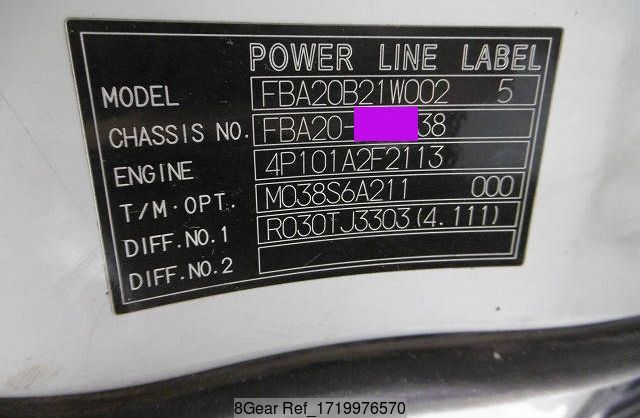 POWER LINE LABEL
MODEL FBA20B21W002 5
CHASSIS NO. FBA20- 38
ENGINE 4P101A2F2113
T/M·OPT. M038S6A211 000
DIFF.NO.1 R030TJ3303(4.111)
DIFF.NO.2
8Gear Ref_1719976570